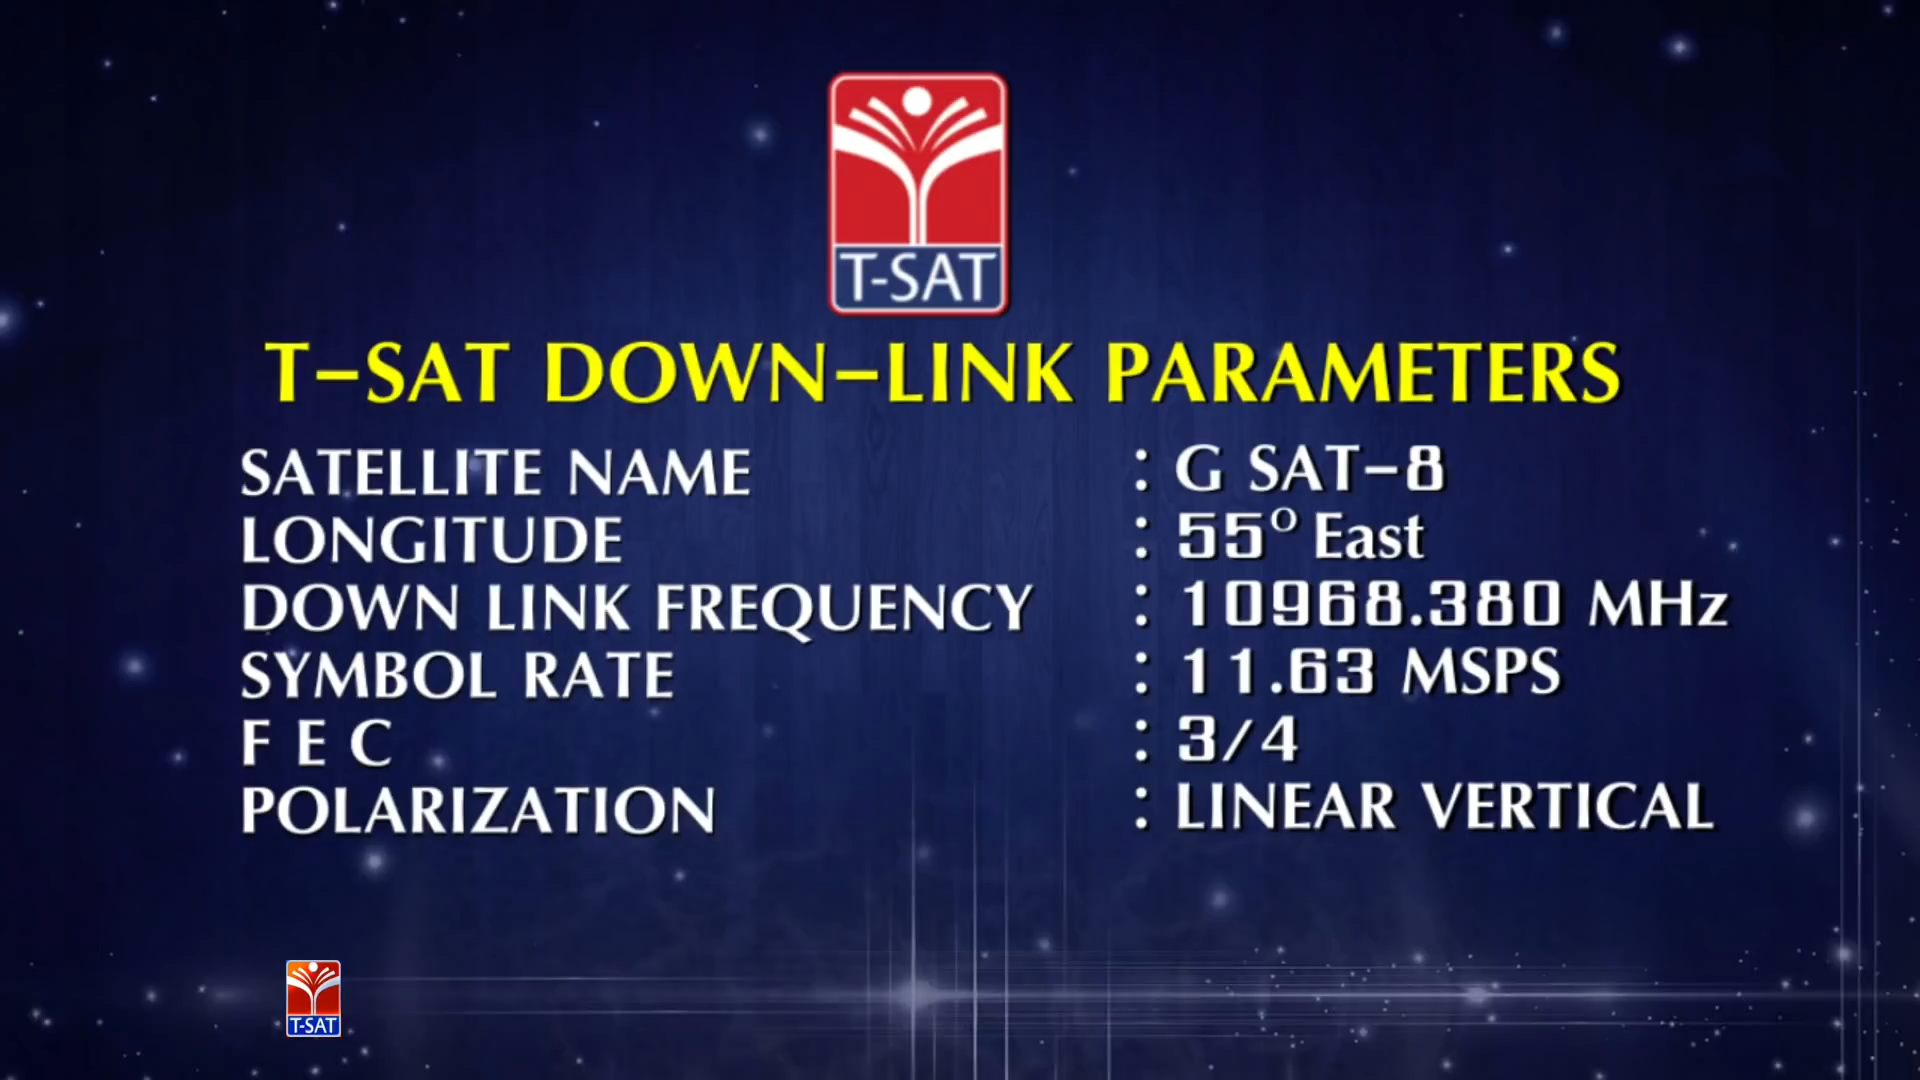 T-SAT
T-SAT DOWN-LINK PARAMETERS
SATELLITE NAME : G SAT-8
LONGITUDE : 55° East
DOWN LINK FREQUENCY : 10968.380 MHz
SYMBOL RATE : 11.63 MSPS
F E C : 3/4
POLARIZATION : LINEAR VERTICAL
T-SAT